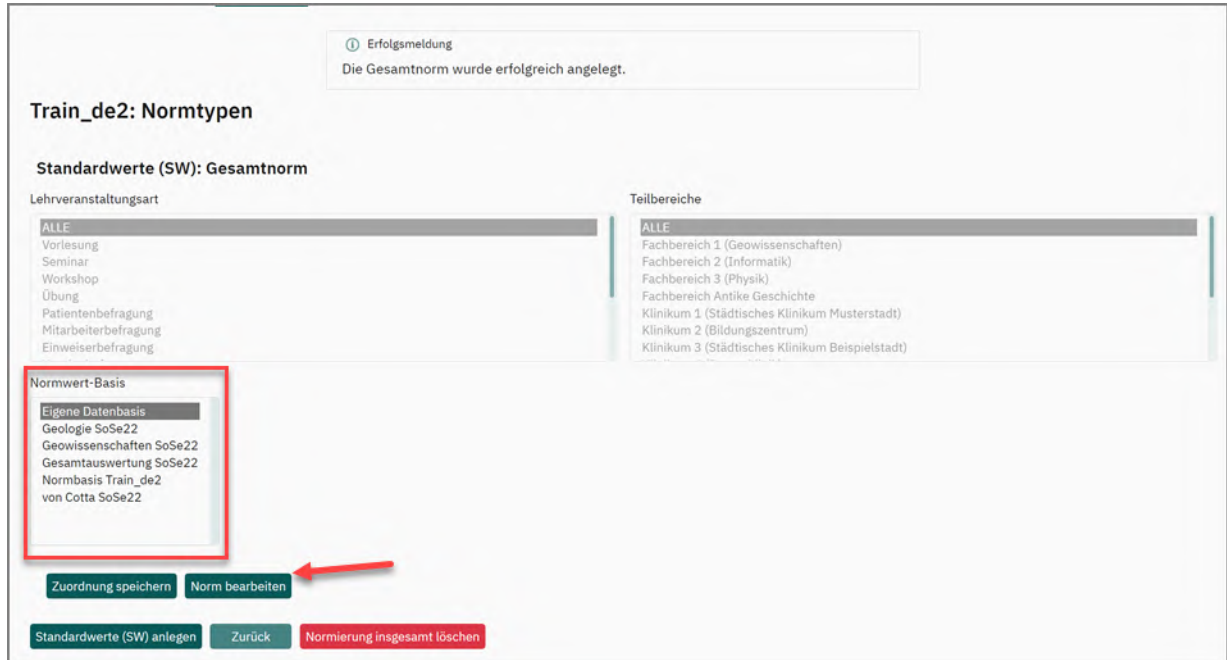 Erfolgsmeldung
Die Gesamtnorm wurde erfolgreich angelegt.
Train_de2: Normtypen
Standardwerte (SW): Gesamtnorm
Lehrveranstaltungsart
ALLE
Vorlesung
Seminar
Workshop
Übung
Patientenbefragung
Mitarbeiterbefragung
Einweiserbefragung
Teilbereiche
ALLE
Fachbereich 1 (Geowissenschaften)
Fachbereich 2 (Informatik)
Fachbereich 3 (Physik)
Fachbereich Antike Geschichte
Klinikum 1 (Städtisches Klinikum Musterstadt)
Klinikum 2 (Bildungszentrum)
Klinikum 3 (Städtisches Klinikum Beispielstadt)
Normwert-Basis
Eigene Datenbasis
Geologie SoSe22
Geowissenschaften SoSe22
Gesamtauswertung SoSe22
Normbasis Train_de2
von Cotta SoSe22
Zuordnung speichern Norm bearbeiten
Standardwerte (SW) anlegen Zurück Normierung insgesamt löschen